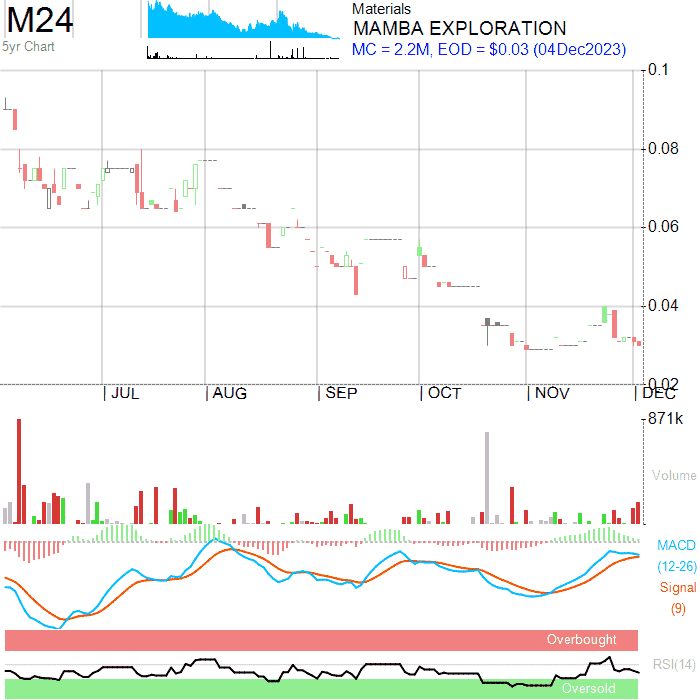 M24
5yr Chart
Materials
MAMBA EXPLORATION
MC = 2.2M, EOD = $0.03 (04Dec2023)
0.1
0.08
0.06
0.04
0.02
JUL
AUG
SEP
OCT
NOV
DEC
871k
Volume
MACD
(12-26)
Signal
(9)
Overbought
RSI(14)
Oversold